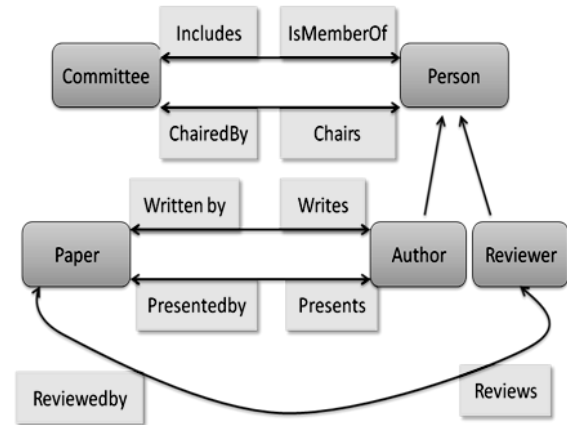 Includes
IsMemberOf
Committee
Person
ChairedBy
Chairs
Written by
Writes
Paper
Author
Reviewer
Presentedby
Presents
Reviewedby
Reviews